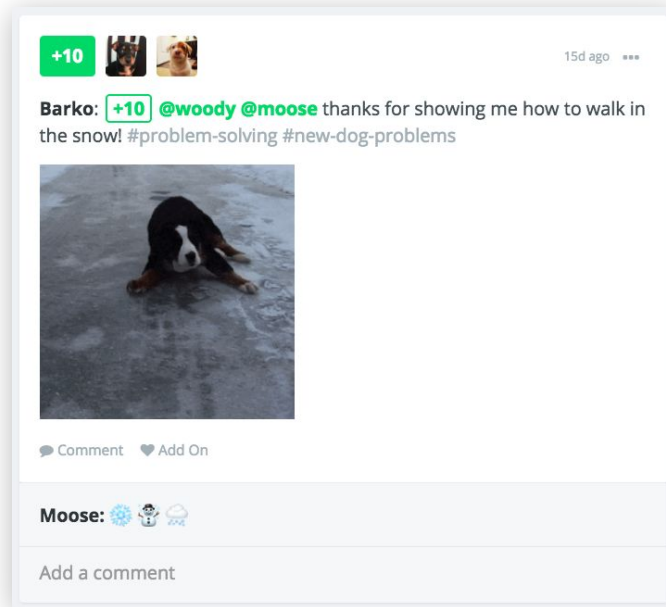 +10
15d ago
Barko: +10 @woody @moose thanks for showing me how to walk in
the snow! #problem-solving #new-dog-problems
Comment Add On
Moose: ❄️ ☃️ 🌨️
Add a comment